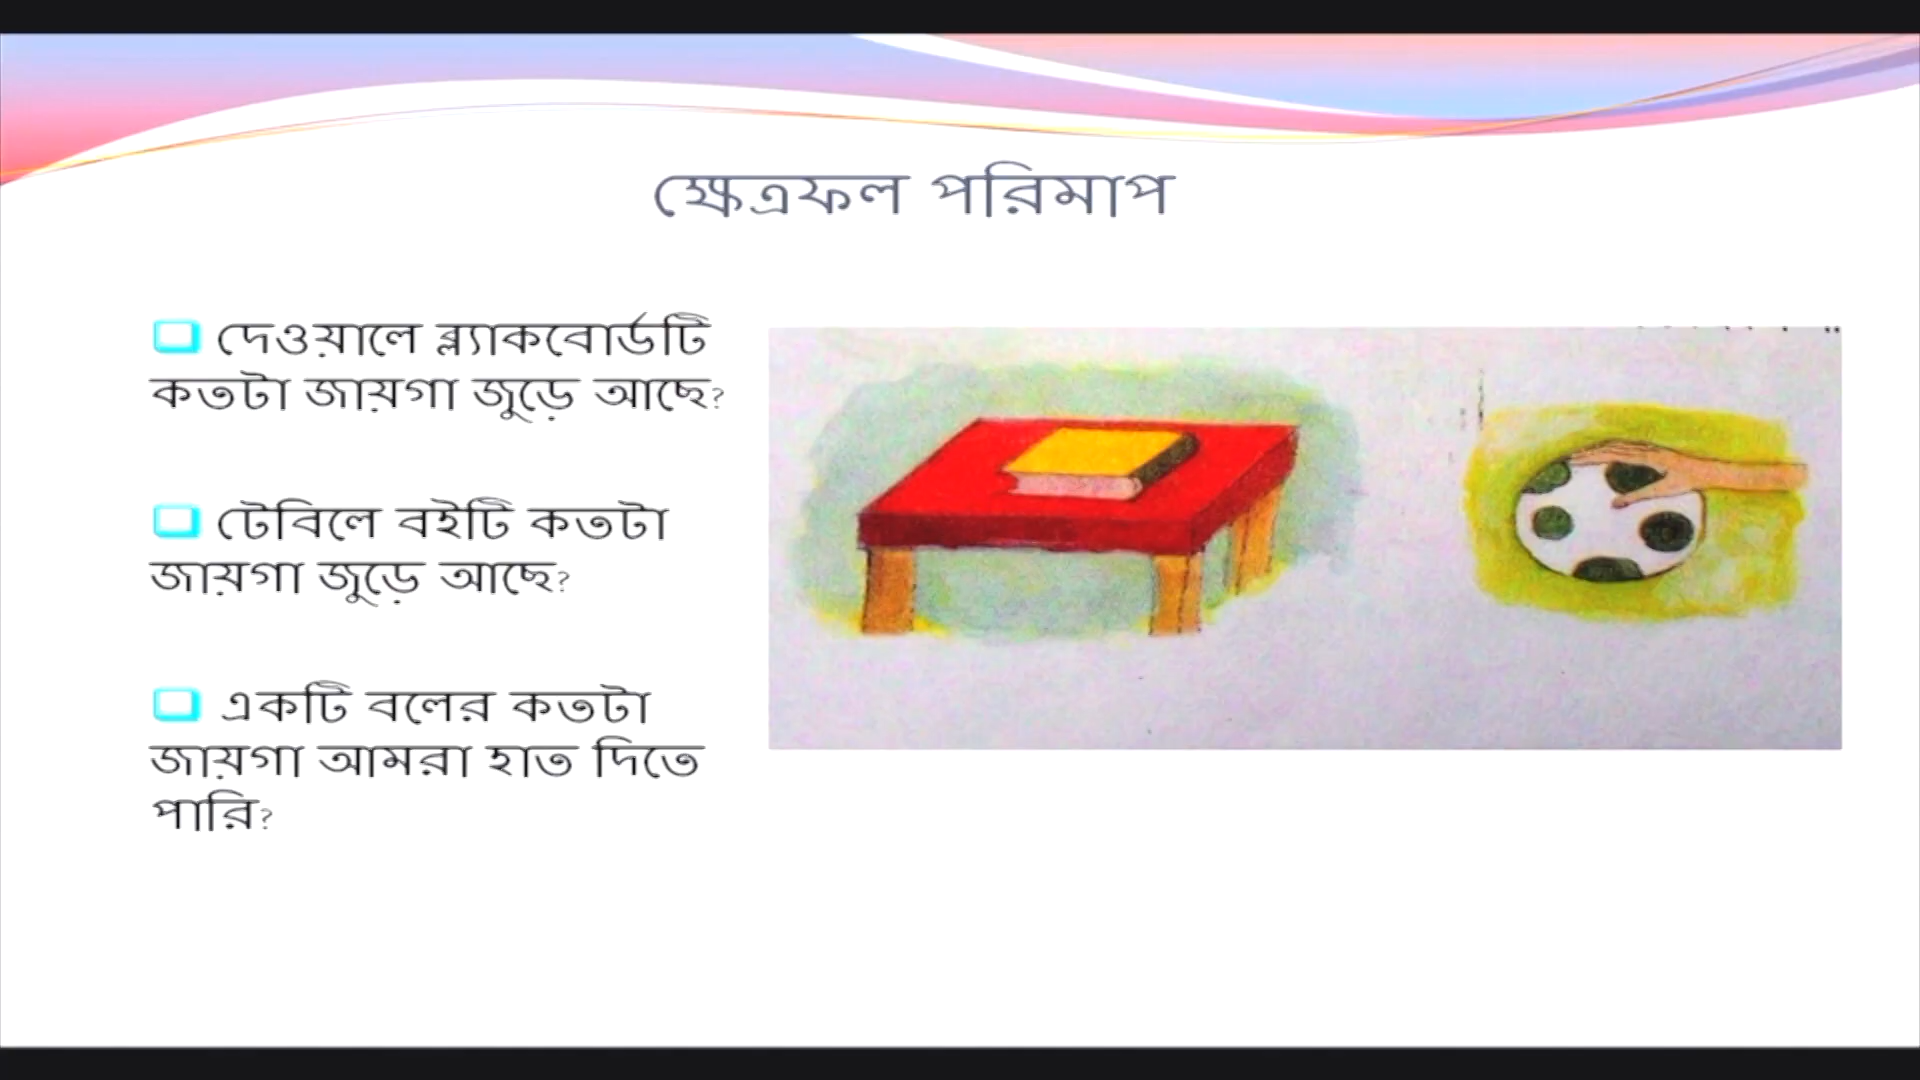 ক্ষেত্রফল পরিমাপ
দেওয়ালে ব্ল্যাকবোর্ডটি
কতটা জায়গা জুড়ে আছে?
টেবিলে বইটি কতটা
জায়গা জুড়ে আছে?
একটি বলের কতটা
জায়গা আমরা হাত দিতে
পারি?